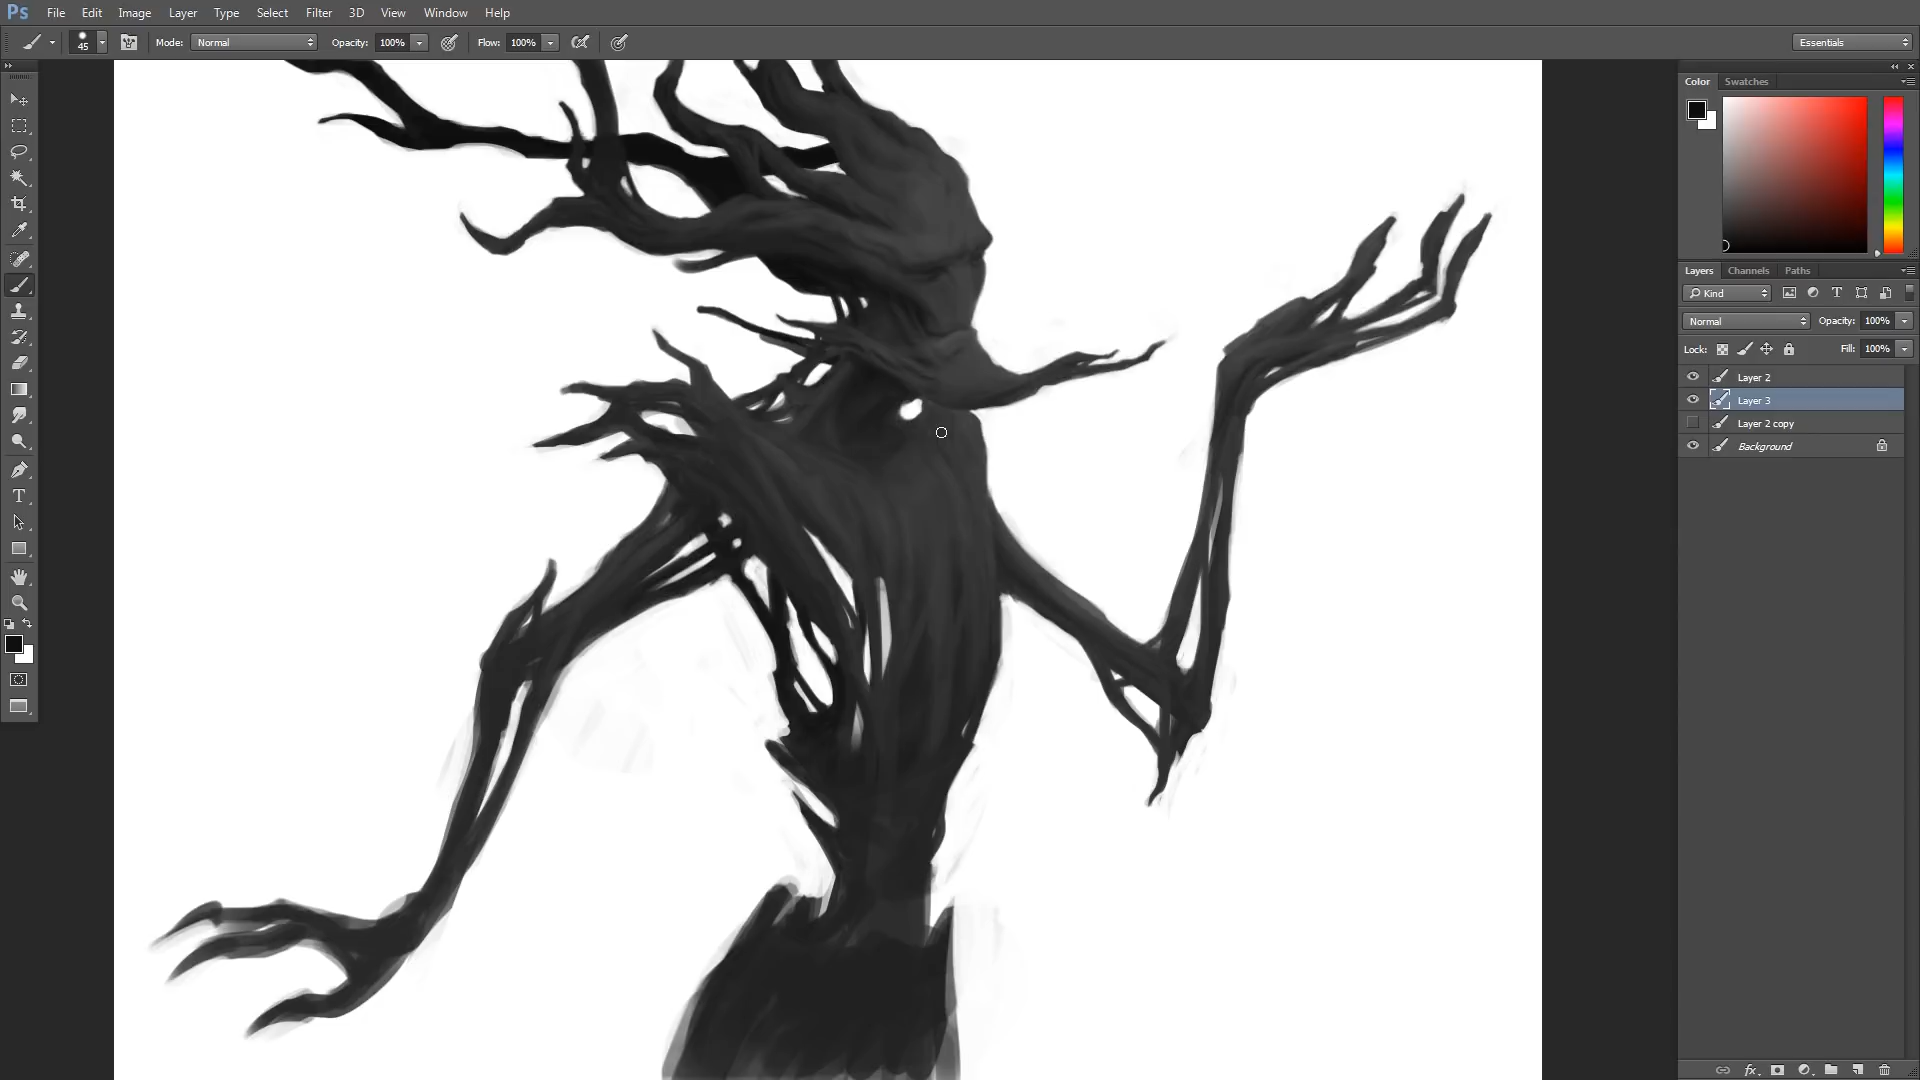 Ps File Edit Image Layer Type Select Filter 3D View Window Help
45 Mode: Normal Opacity: 100% Flow: 100% Essentials
Color Swatches
Layers Channels Paths
Kind T
Normal Opacity: 100%
Lock: Fill: 100%
Layer 2
Layer 3
Layer 2 copy
Background
T
fx